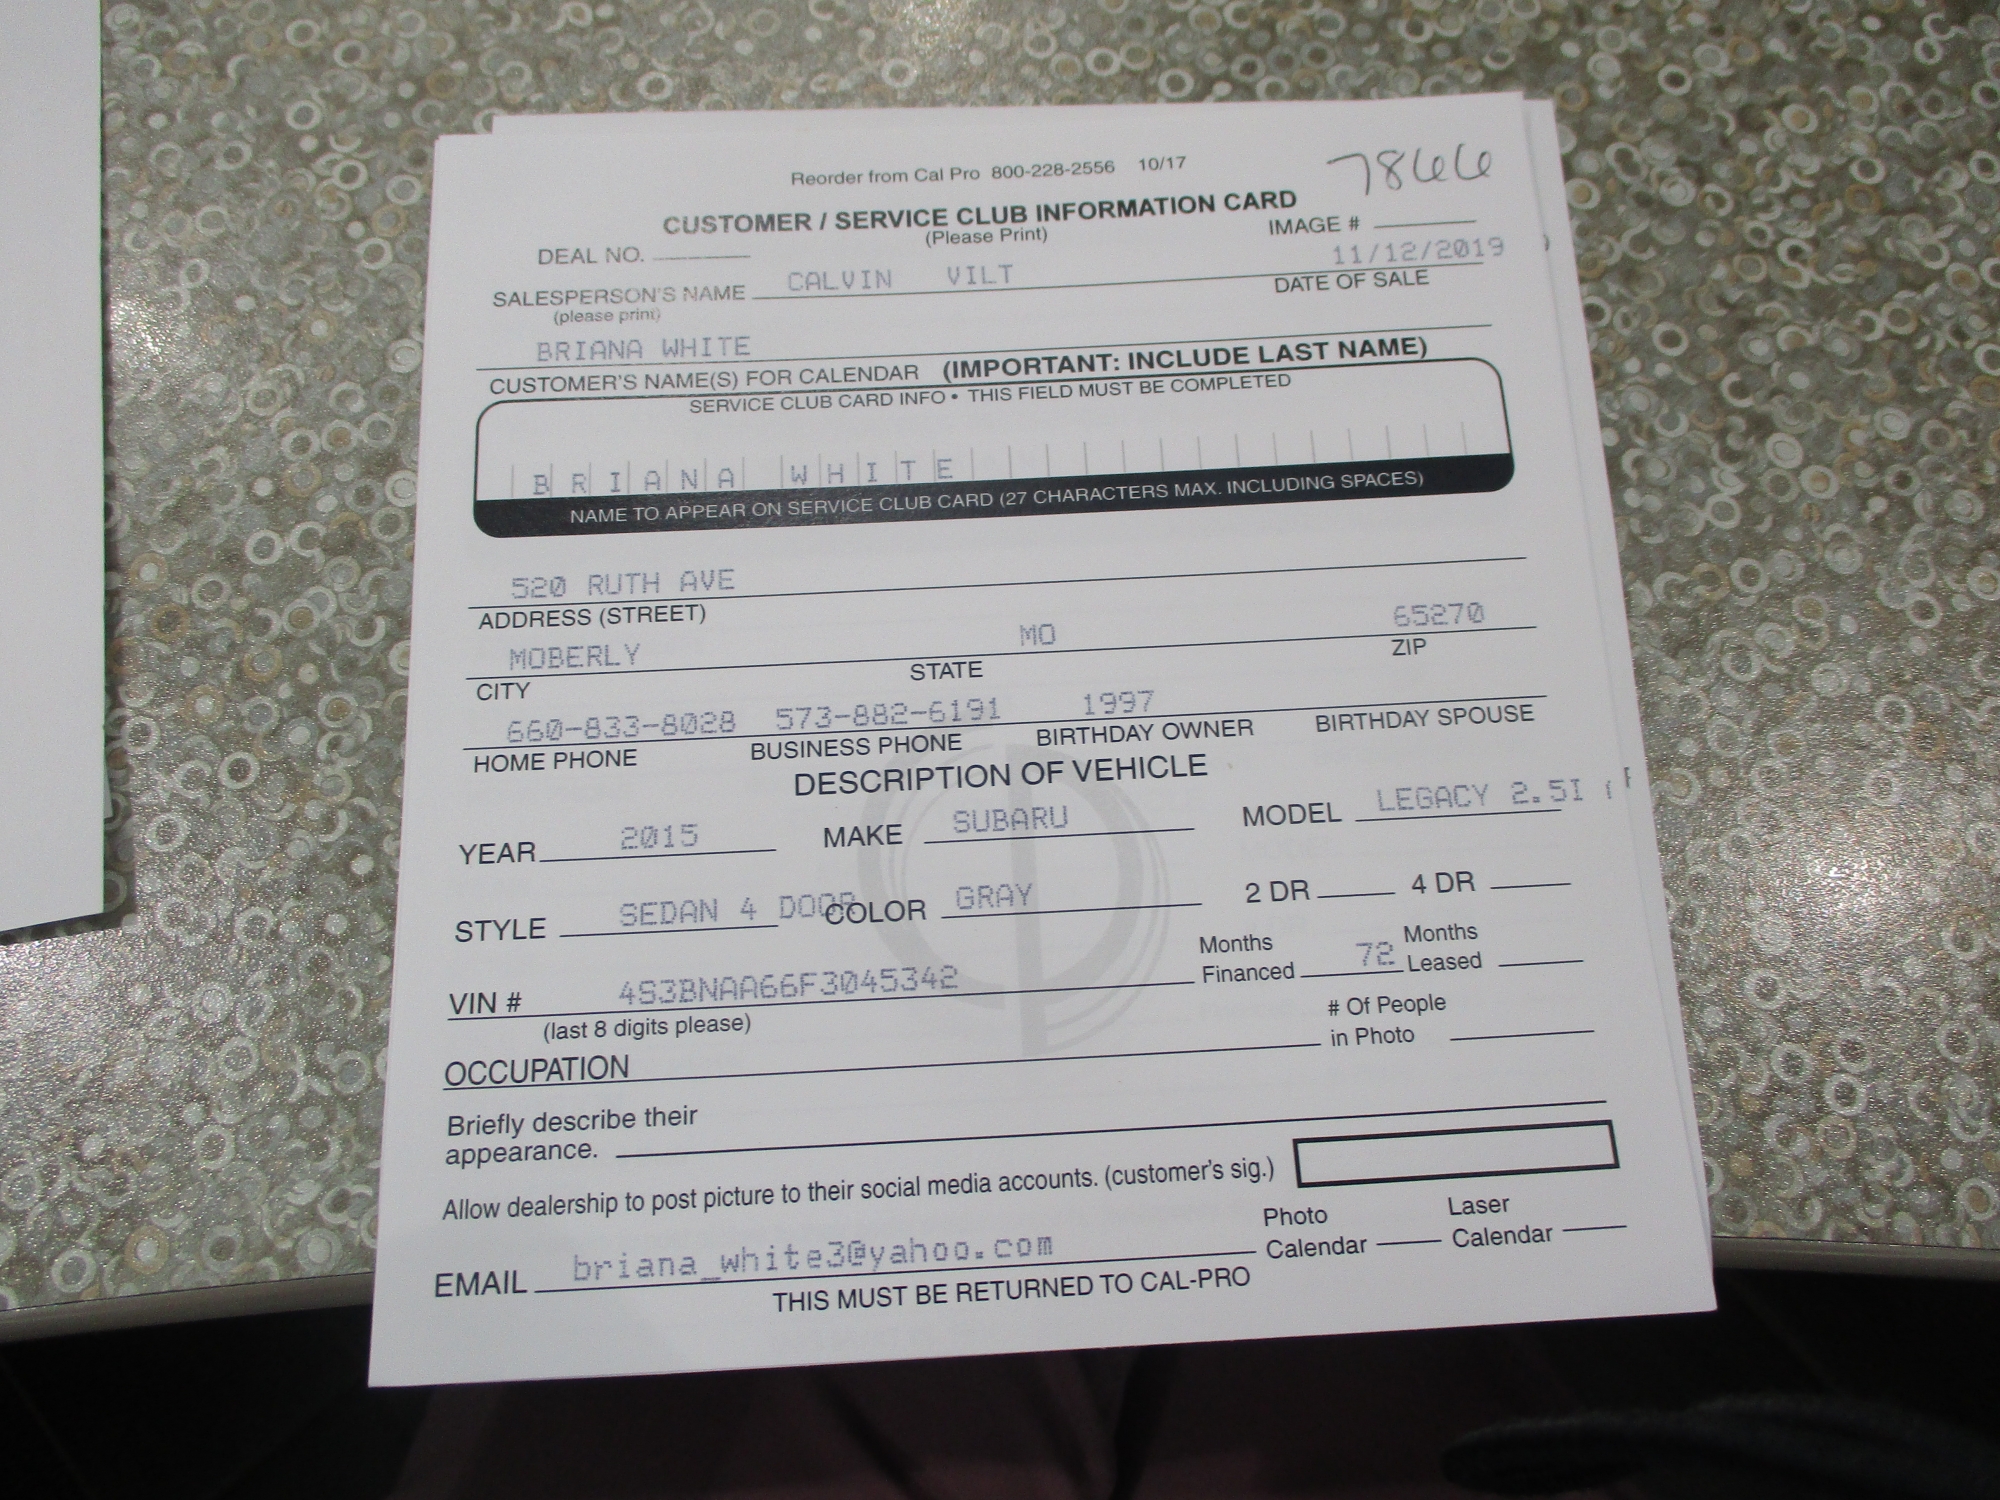 Reorder from Cal Pro 800-228-2556 10/17
7866
CUSTOMER / SERVICE CLUB INFORMATION CARD
(Please Print)
IMAGE #
DEAL NO.
11/12/2019
SALESPERSON'S NAME CALVIN VILT
DATE OF SALE
(please print)
BRIANA WHITE
CUSTOMER'S NAME(S) FOR CALENDAR (IMPORTANT: INCLUDE LAST NAME)
SERVICE CLUB CARD INFO • THIS FIELD MUST BE COMPLETED
BRIANA WHITE
NAME TO APPEAR ON SERVICE CLUB CARD (27 CHARACTERS MAX. INCLUDING SPACES)
520 RUTH AVE
ADDRESS (STREET)
MOBERLY MO 65270
CITY STATE ZIP
660-833-8028 573-882-6191 1997
HOME PHONE BUSINESS PHONE BIRTHDAY OWNER BIRTHDAY SPOUSE
DESCRIPTION OF VEHICLE
YEAR 2015 MAKE SUBARU MODEL LEGACY 2.5I
STYLE SEDAN 4 DOOR COLOR GRAY 2 DR 4 DR
VIN # 4S3BNAA66F3045342 Months Financed 72 Months Leased
(last 8 digits please)
OCCUPATION # Of People in Photo
Briefly describe their
appearance.
Allow dealership to post picture to their social media accounts. (customer's sig.)
EMAIL briana_white3@yahoo.com Photo Calendar Laser Calendar
THIS MUST BE RETURNED TO CAL-PRO